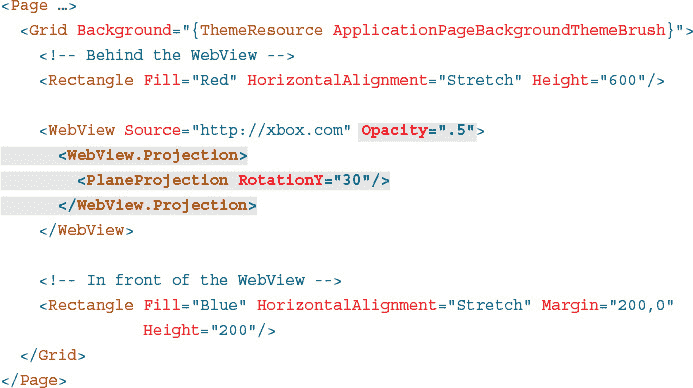 <Page …>
  <Grid Background="{ThemeResource ApplicationPageBackgroundThemeBrush}">
    <!-- Behind the WebView -->
    <Rectangle Fill="Red" HorizontalAlignment="Stretch" Height="600"/>

    <WebView Source="http://xbox.com" Opacity=".5">
      <WebView.Projection>
        <PlaneProjection RotationY="30"/>
      </WebView.Projection>
    </WebView>

    <!-- In front of the WebView -->
    <Rectangle Fill="Blue" HorizontalAlignment="Stretch" Margin="200,0"
               Height="200"/>
  </Grid>
</Page>